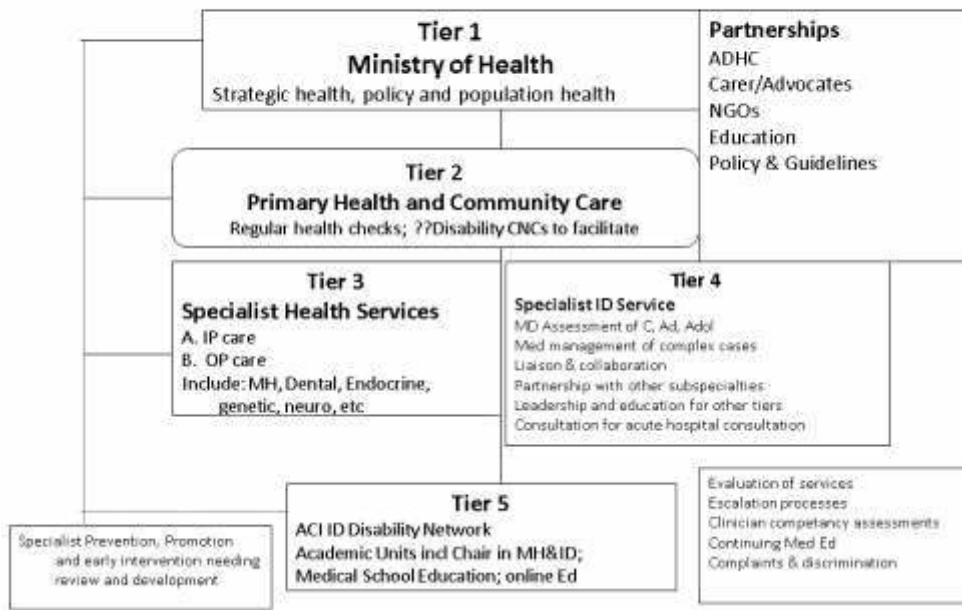 Tier 1
Ministry of Health
Strategic health, policy and population health
Partnerships
ADHC
Carer/Advocates
NGOs
Education
Policy & Guidelines
Tier 2
Primary Health and Community Care
Regular health checks; ??Disability CNCs to facilitate
Tier 3
Specialist Health Services
A. IP care
B. OP care
Include: MH, Dental, Endocrine,
genetic, neuro, etc
Tier 4
Specialist ID Service
MD Assessment of C, Ad, Adol
Med management of complex cases
Liaison & collaboration
Partnership with other subspecialties
Leadership and education for other tiers
Consultation for acute hospital consultation
Tier 5
ACI ID Disability Network
Academic Units incl Chair in MH&ID;
Medical School Education; online Ed
Specialist Prevention, Promotion
and early intervention needing
review and development
Evaluation of services
Escalation processes
Clinician competancy assessments
Continuing Med Ed
Complaints & discrimination